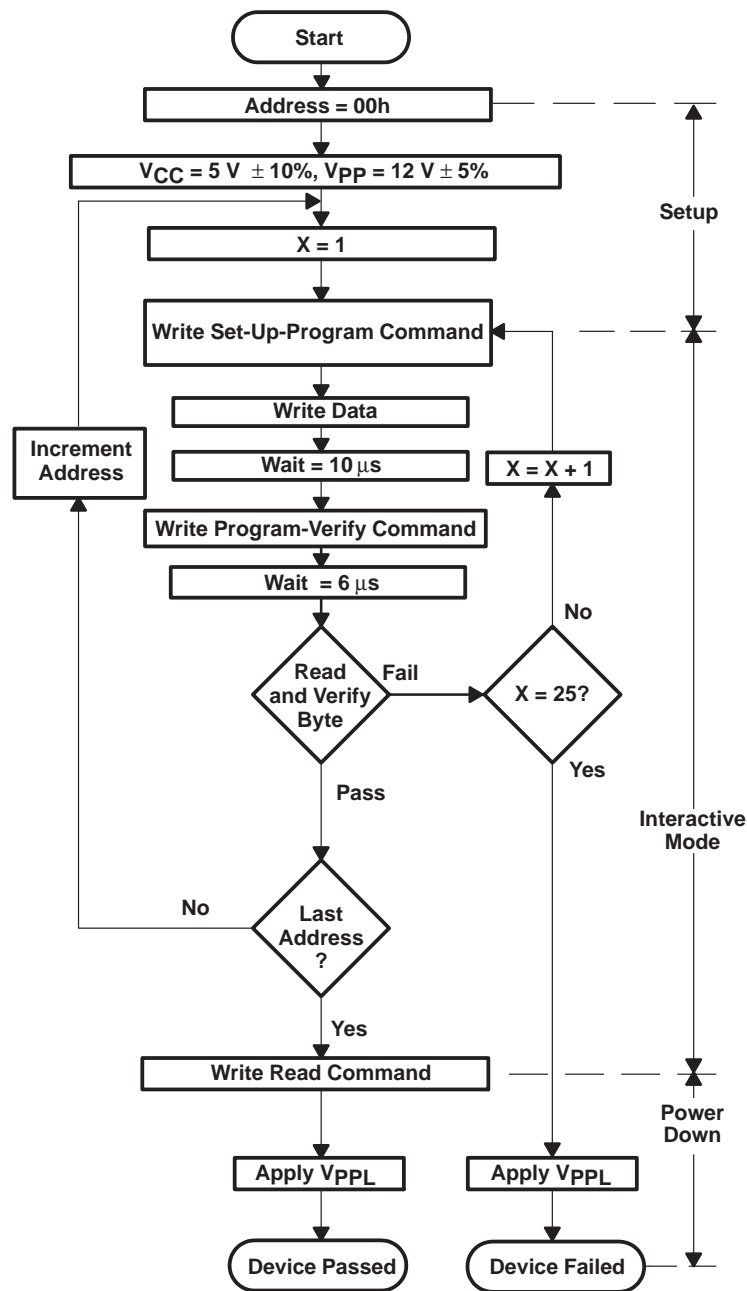 Start
Address = 00h
VCC = 5 V ± 10%, VPP = 12 V ± 5%
Setup
X = 1
Write Set-Up-Program Command
Write Data
Increment
Address
Wait = 10 μs
X = X + 1
Write Program-Verify Command
Wait = 6 μs
No
Read
and Verify
Byte
Fail
X = 25?
Yes
Pass
Interactive
Mode
No
Last
Address
?
Yes
Write Read Command
Power
Down
Apply VPPL
Apply VPPL
Device Passed
Device Failed